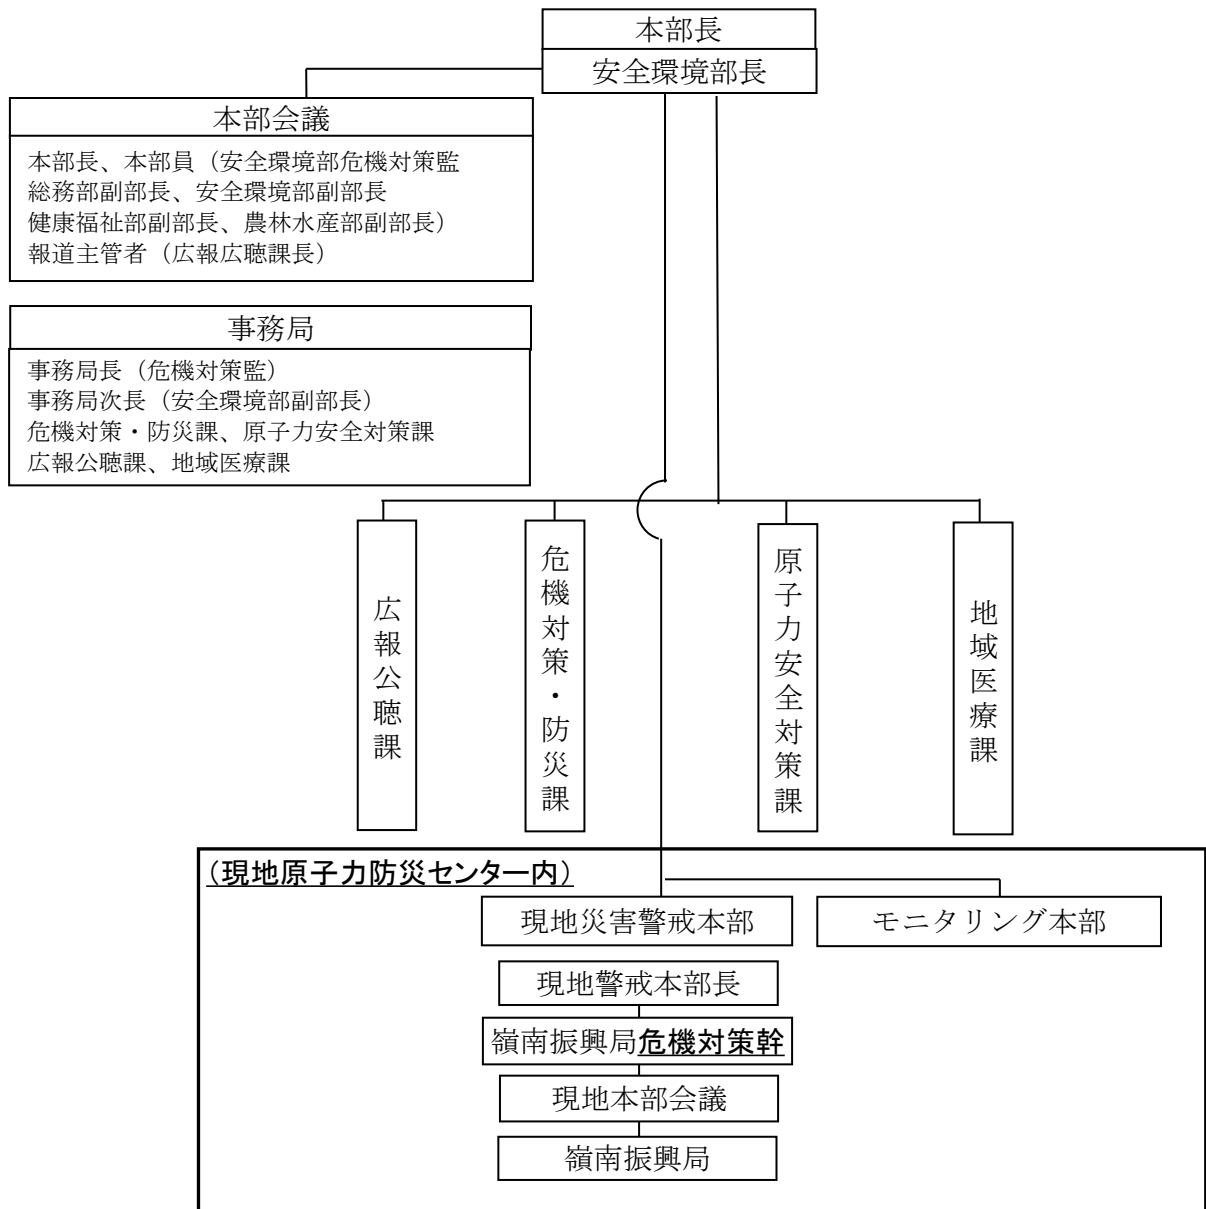 本部長
安全環境部長
本部会議
本部長、本部員（安全環境部危機対策監
総務部副部長、安全環境部副部長
健康福祉部副部長、農林水産部副部長）
報道主管者（広報広聴課長）
事務局
事務局長（危機対策監）
事務局次長（安全環境部副部長）
危機対策・防災課、原子力安全対策課
広報公聴課、地域医療課
広報公聴課
危機対策・防災課
原子力安全対策課
地域医療課
（現地原子力防災センター内）
現地災害警戒本部
モニタリング本部
現地警戒本部長
嶺南振興局危機対策幹
現地本部会議
嶺南振興局